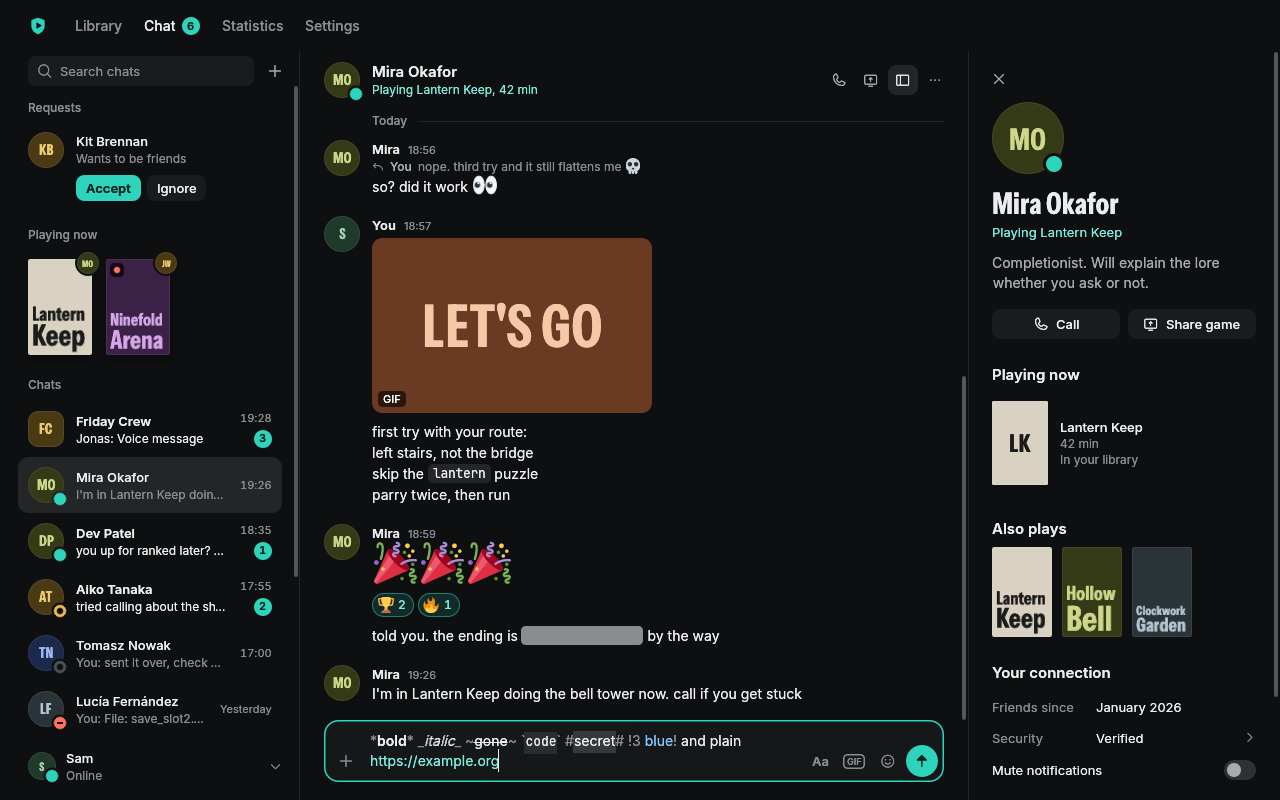 Library Chat 6 Statistics Settings
Search chats
Requests
KB
Kit Brennan
Wants to be friends
Accept Ignore
Playing now
MO
Lantern
Keep
JW
Ninefold
Arena
Chats
FC
Friday Crew 19:28
Jonas: Voice message 3
MO
Mira Okafor
I'm in Lantern Keep doin... 19:26
DP
Dev Patel 18:35
you up for ranked later? ... 1
AT
Aiko Tanaka 17:55
tried calling about the sh... 2
TN
Tomasz Nowak
You: sent it over, check ... 17:00
LF
Lucía Fernández
You: File: save_slot2.... Yesterday
S
Sam
Online
MO
Mira Okafor
Playing Lantern Keep, 42 min
Today
MO
Mira 18:56
You nope. third try and it still flattens me 💀
so? did it work 👀
S
You 18:57
LET'S GO
GIF
first try with your route:
left stairs, not the bridge
skip the lantern puzzle
parry twice, then run
MO
Mira 18:59
🎉🎉🎉
🏆 2 🔥 1
told you. the ending is by the way
MO
Mira 19:26
I'm in Lantern Keep doing the bell tower now. call if you get stuck
*bold* _italic_ ~gone~ `code` #secret# !3 blue! and plain
https://example.org
Aa GIF
MO
Mira Okafor
Playing Lantern Keep
Completionist. Will explain the lore
whether you ask or not.
Call Share game
Playing now
LK
Lantern Keep
42 min
In your library
Also plays
Lantern
Keep
Hollow
Bell
Clockwork
Garden
Your connection
Friends since January 2026
Security Verified
Mute notifications